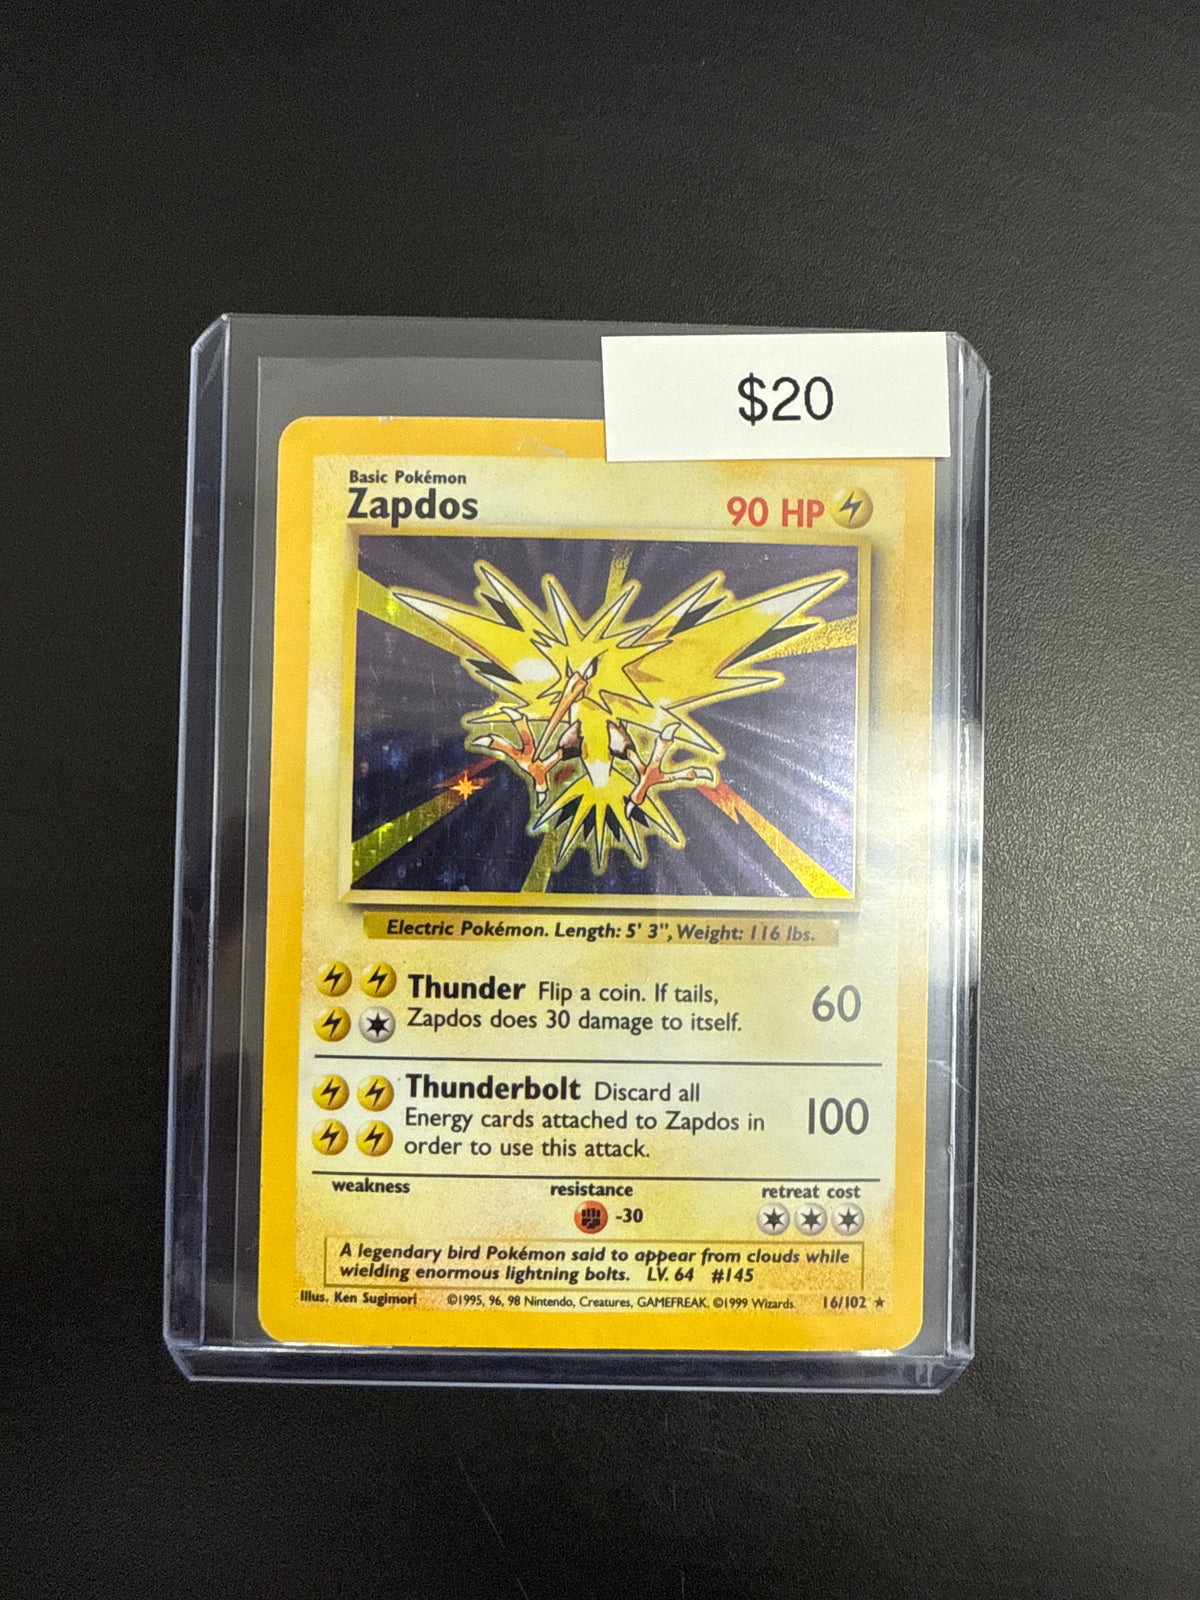 $20
Basic Pokémon
Zapdos
90 HP
Electric Pokémon. Length: 5' 3", Weight: 116 lbs.
Thunder Flip a coin. If tails,
Zapdos does 30 damage to itself.
60
Thunderbolt Discard all
Energy cards attached to Zapdos in
order to use this attack.
100
weakness
resistance
retreat cost
-30
A legendary bird Pokémon said to appear from clouds while
wielding enormous lightning bolts. LV. 64 #145
Illus. Ken Sugimori ©1995, 96, 98 Nintendo, Creatures, GAMEFREAK. ©1999 Wizards. 16/102 ★